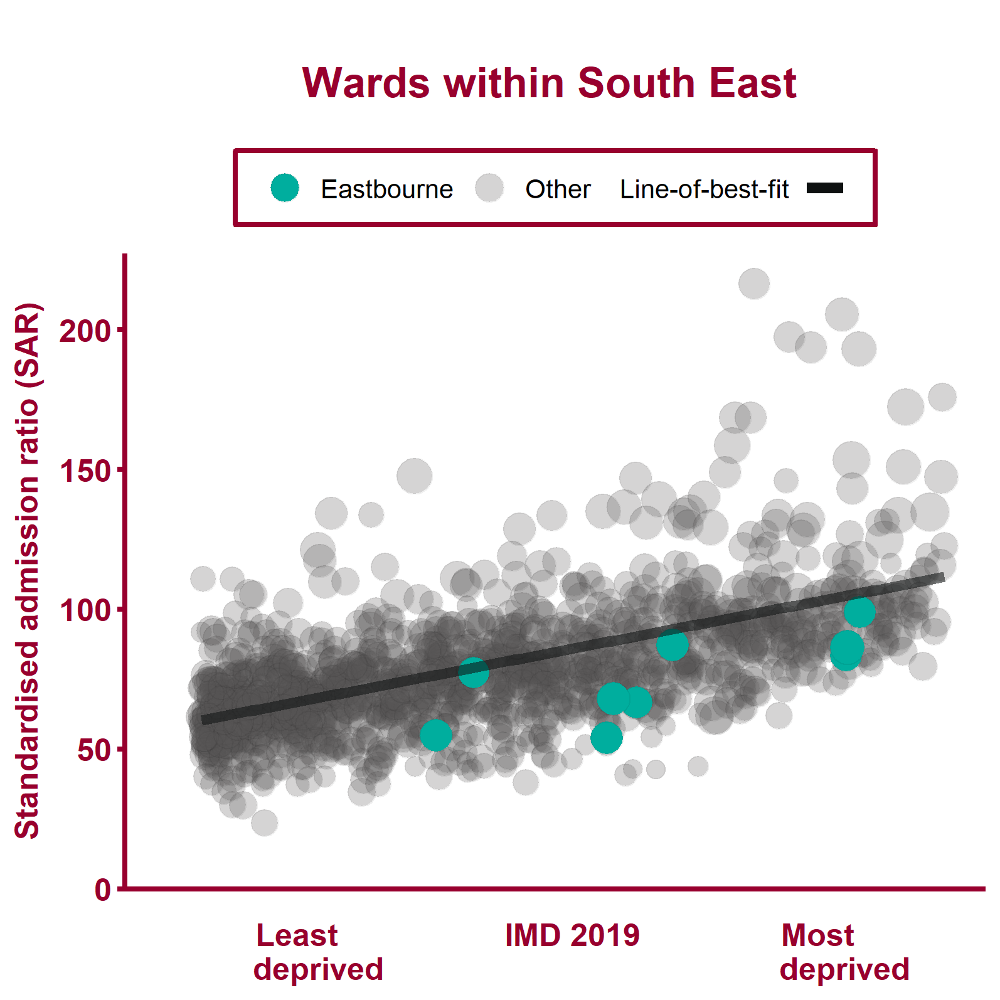 Wards within South East
Eastbourne
Other
Line-of-best-fit
Standardised admission ratio (SAR)
200
150
100
50
0
Least
deprived
IMD 2019
Most
deprived